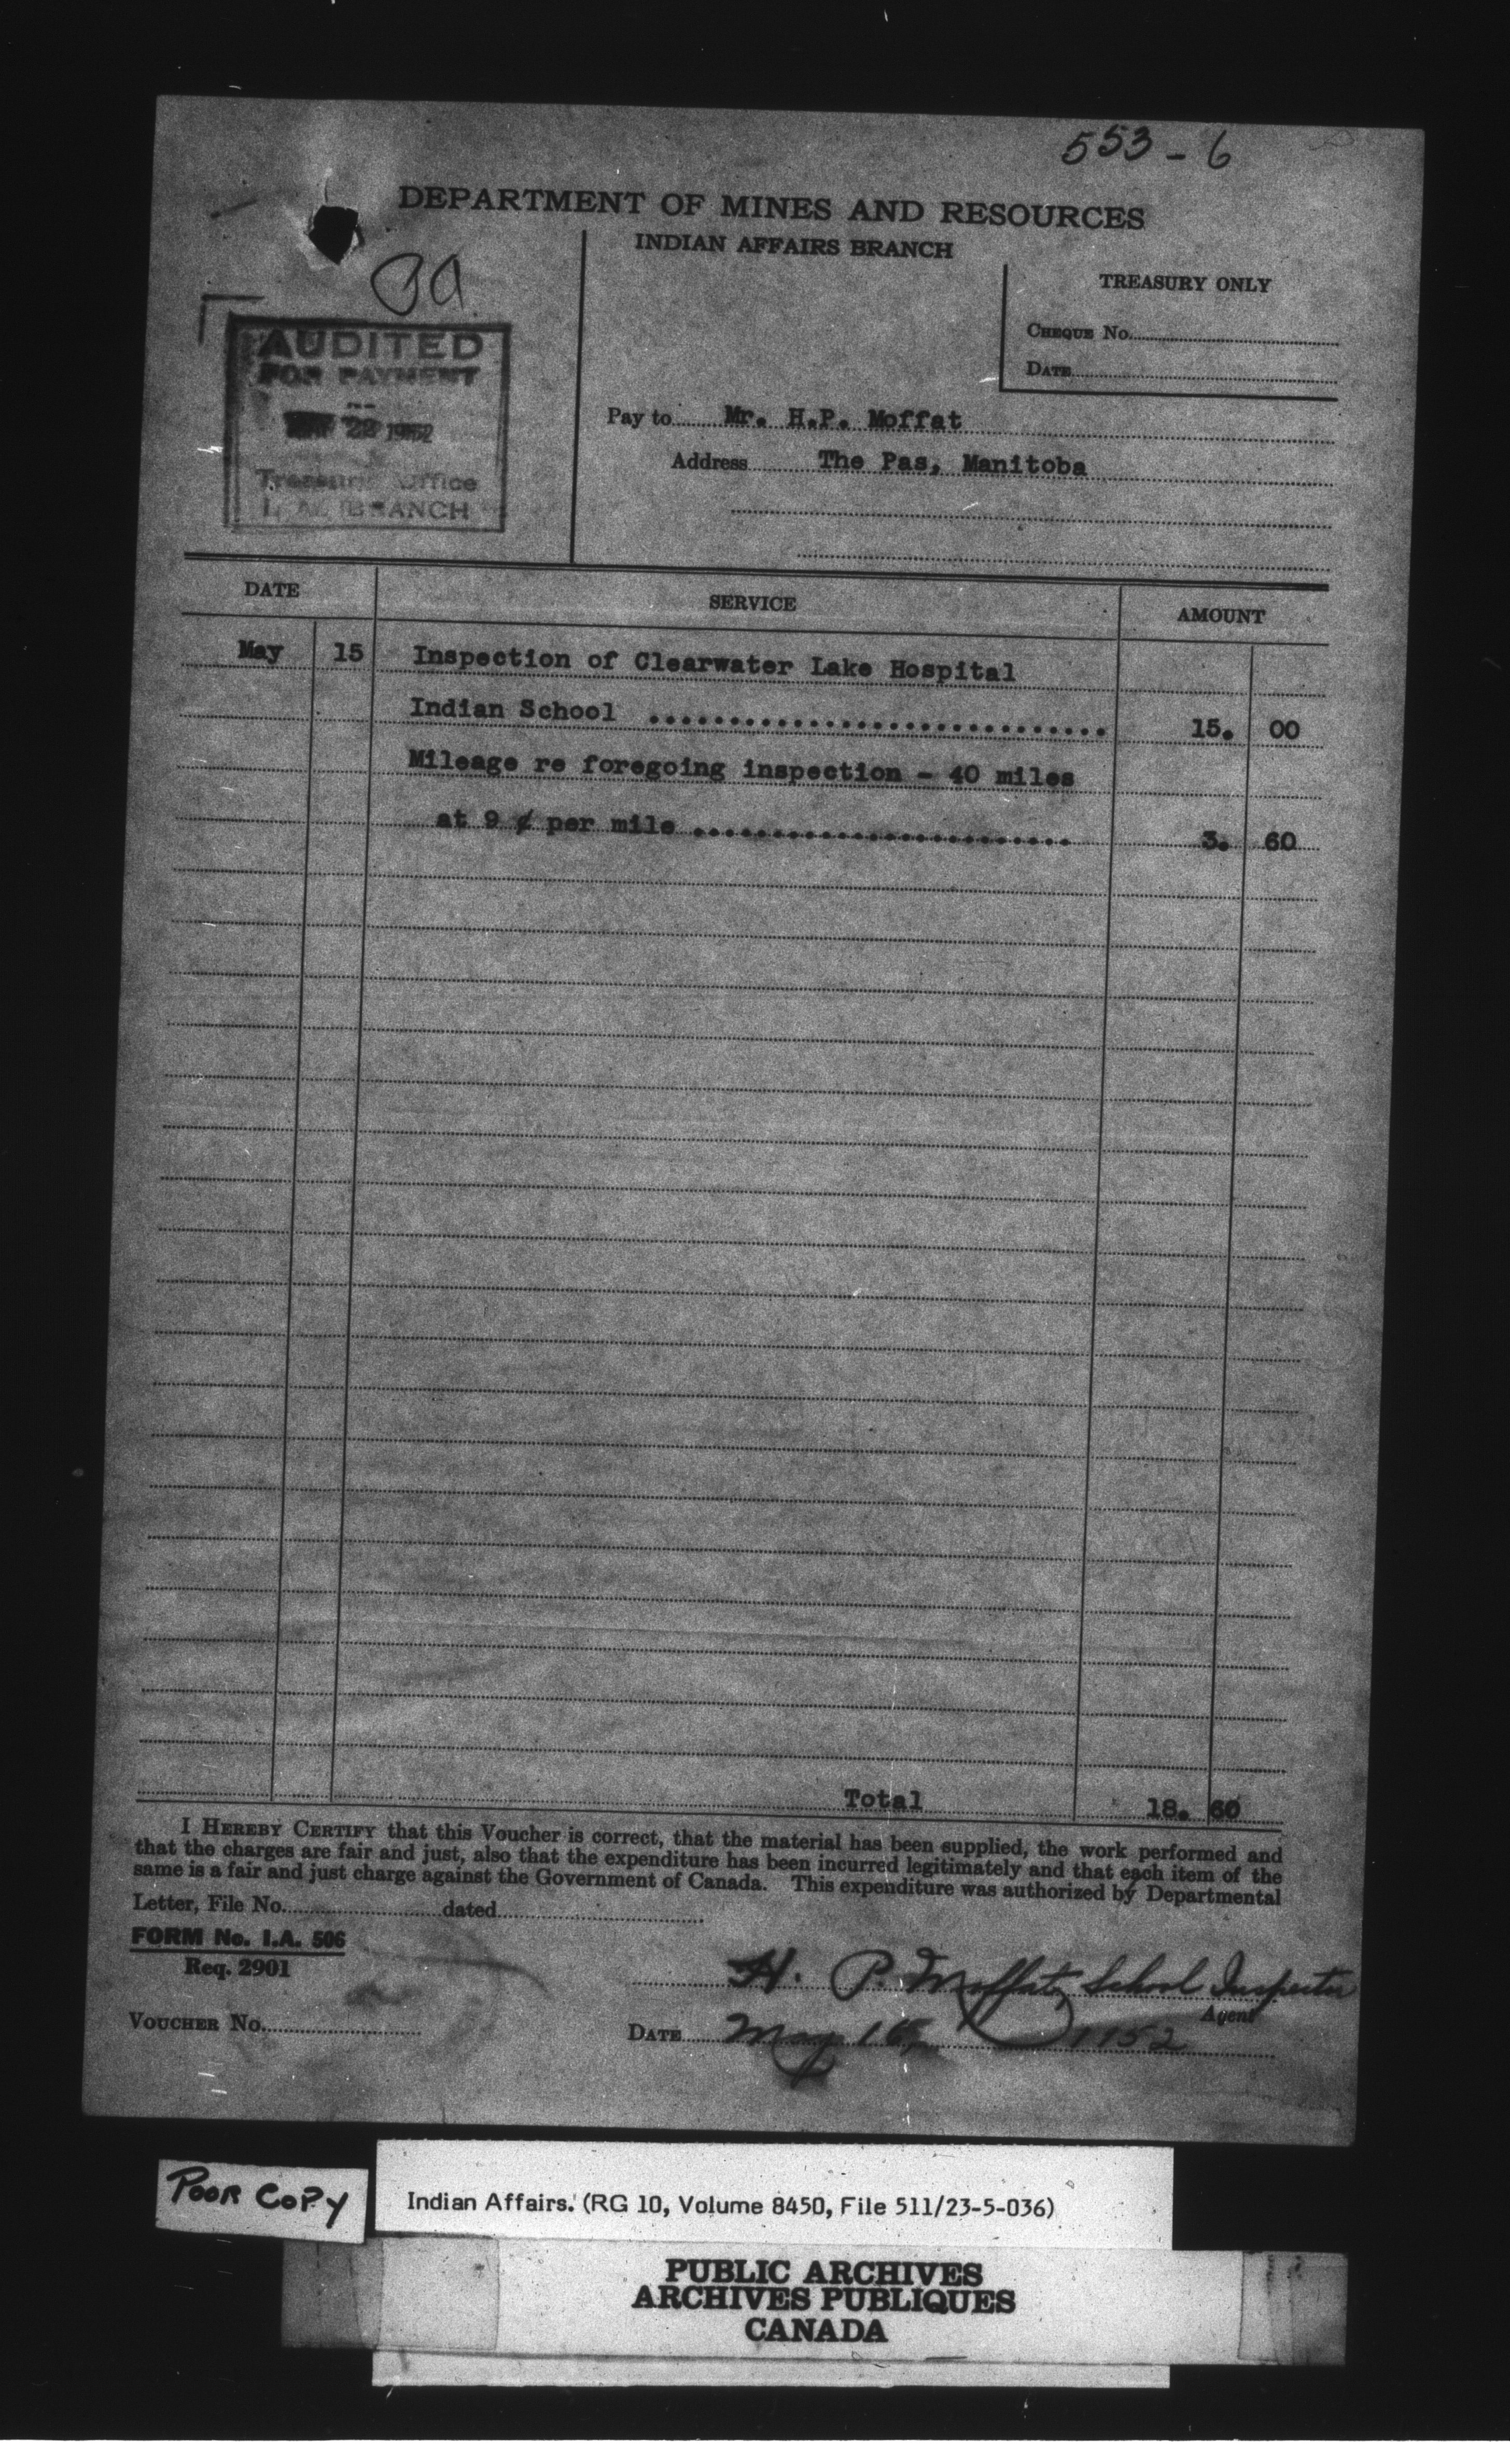 553 - 6
DEPARTMENT OF MINES AND RESOURCES
INDIAN AFFAIRS BRANCH
TREASURY ONLY
CHEQUE No.
DATE
AUDITED
FOR PAYMENT
22 1952
Treasury Office
I. A. BRANCH
Pay to Mr. H.P. Moffat
Address The Pas, Manitoba
DATE SERVICE AMOUNT
May 15 Inspection of Clearwater Lake Hospital
Indian School .............................. 15. 00
Mileage re foregoing inspection - 40 miles
at 9 ¢ per mile ........................ 3. 60
Total 18. 60
I HEREBY CERTIFY that this Voucher is correct, that the material has been supplied, the work performed and
that the charges are fair and just, also that the expenditure has been incurred legitimately and that each item of the
same is a fair and just charge against the Government of Canada. This expenditure was authorized by Departmental
Letter, File No. dated
FORM No. I.A. 506
Req. 2901
H. P. Moffat, School Inspector
Agent
VOUCHER No.
DATE May 1952
POOR COPY
Indian Affairs. (RG 10, Volume 8450, File 511/23-5-036)
PUBLIC ARCHIVES
ARCHIVES PUBLIQUES
CANADA